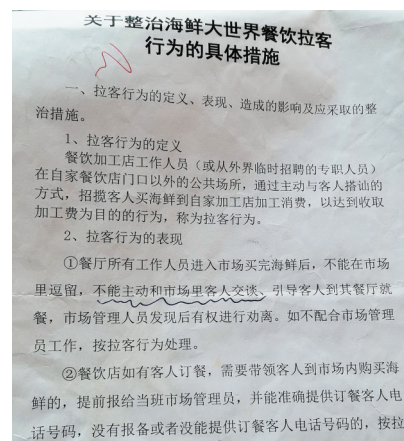 关于整治海鲜大世界餐饮拉客
行为的具体措施
一、拉客行为的定义、表现、造成的影响及应采取的整
治措施。
1、拉客行为的定义
餐饮加工店工作人员（或从外界临时招聘的专职人员）
在自家餐饮店门口以外的公共场所，通过主动与客人搭讪的
方式，招揽客人买海鲜到自家加工店加工消费，以达到收取
加工费为目的的行为，称为拉客行为。
2、拉客行为的表现
①餐厅所有工作人员进入市场买完海鲜后，不能在市场
里逗留，不能主动和市场里客人交谈、引导客人到其餐厅就
餐，市场管理人员发现后有权进行劝离。如不配合市场管理
员工作，按拉客行为处理。
②餐饮店如有客人订餐，需要带领客人到市场内购买海
鲜的，提前报给当班市场管理员，并能准确提供订餐客人电
话号码，没有报备或者没能提供订餐客人电话号码的，按拉